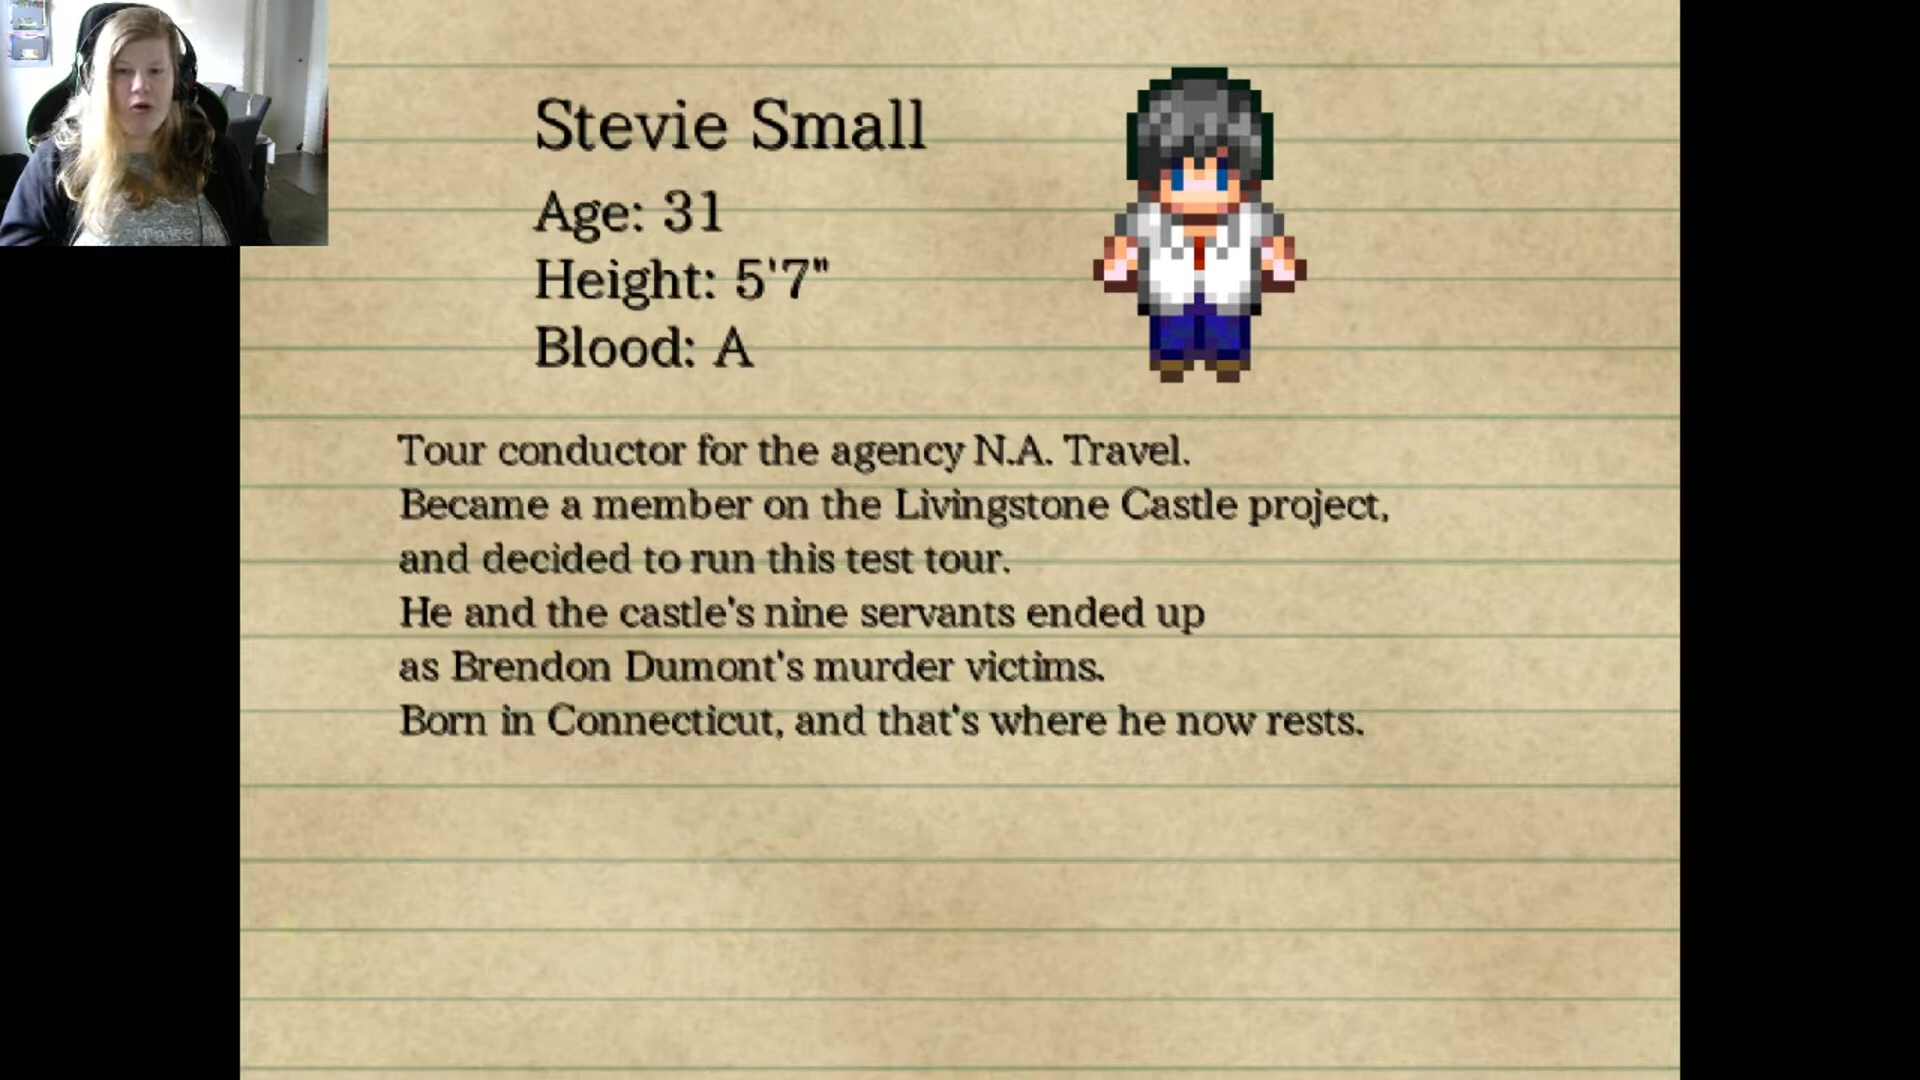 Stevie Small
Age: 31
Height: 5'7"
Blood: A
Tour conductor for the agency N.A. Travel.
Became a member on the Livingstone Castle project,
and decided to run this test tour.
He and the castle's nine servants ended up
as Brendon Dumont's murder victims.
Born in Connecticut, and that's where he now rests.
Take